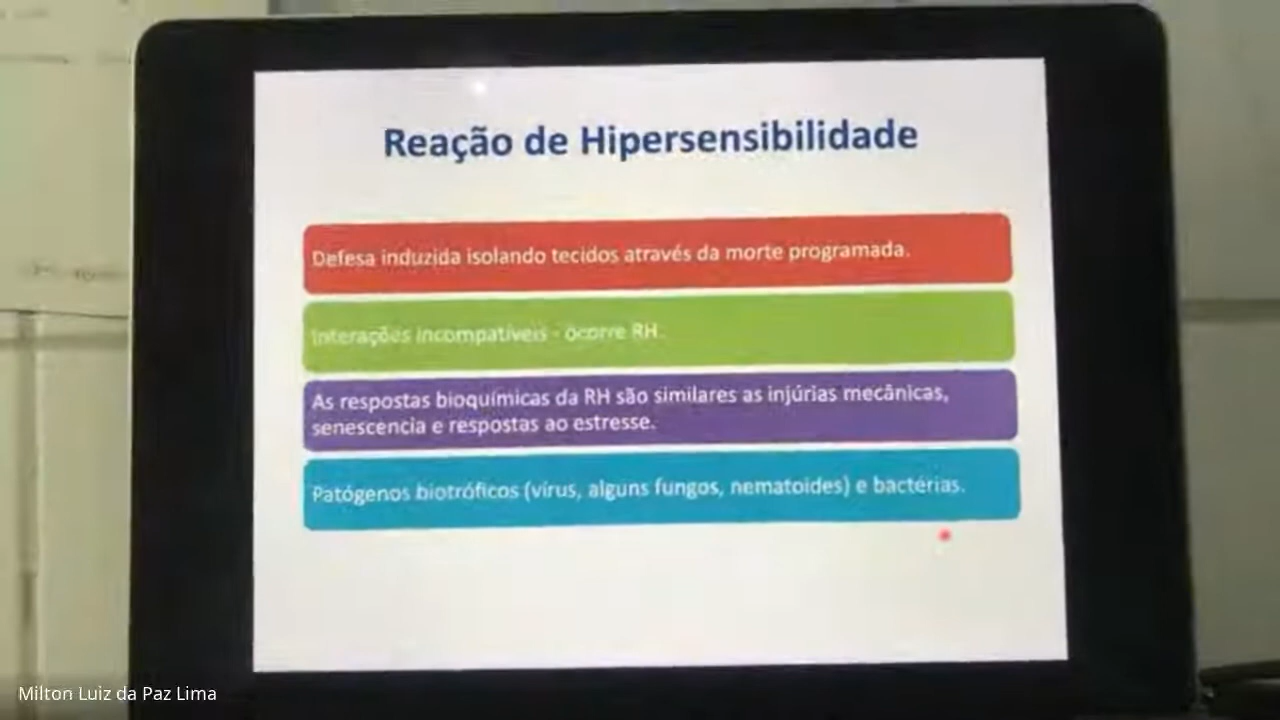 Reação de Hipersensibilidade
Defesa induzida isolando tecidos através da morte programada.
Interações incompatíveis - ocorre RH.
As respostas bioquímicas da RH são similares as injúrias mecânicas,
senescencia e respostas ao estresse.
Patógenos biotróficos (vírus, alguns fungos, nematoides) e bactérias.
Milton Luiz da Paz Lima